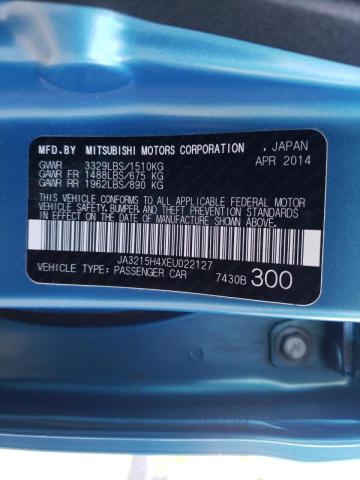 MFD.BY MITSUBISHI MOTORS CORPORATION . JAPAN
GVWR 3329LBS/1510KG APR 2014
GAWR FR 1488LBS/675 KG
GAWR RR 1962LBS/890 KG
THIS VEHICLE CONFORMS TO ALL APPLICABLE FEDERAL MOTOR
VEHICLE SAFETY, BUMPER, AND THEFT PREVENTION
STANDARDS IN EFFECT ON THE DATE OF MANUFACTURE
SHOWN ABOVE.
JA3215H4XEU022127
VEHICLE TYPE: PASSENGER CAR 7430B 300